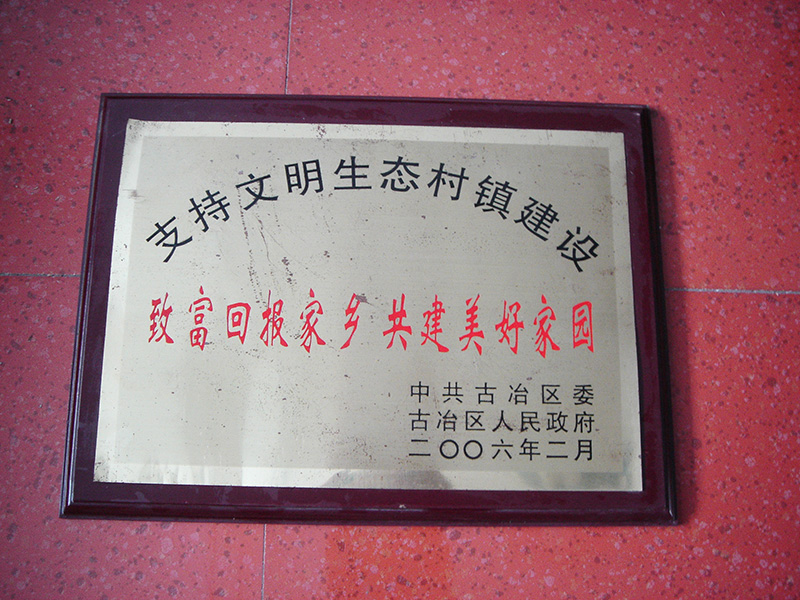 支持文明生态村镇建设
致富回报家乡 共建美好家园
中共古冶区委
古冶区人民政府
二〇〇六年二月